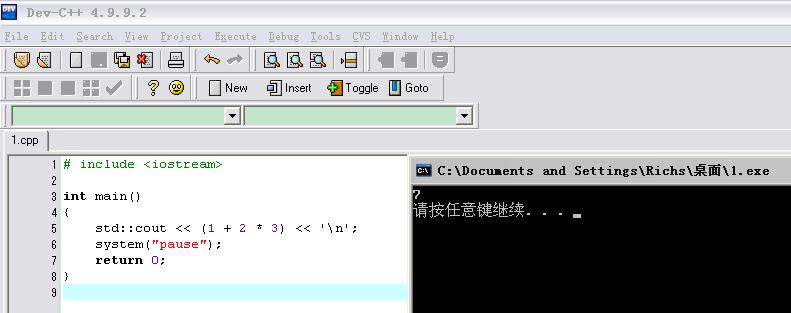 Dev-C++ 4.9.9.2
File Edit Search View Project Execute Debug Tools CVS Window Help
New Insert Toggle Goto
1.cpp
1 # include <iostream>
2
3 int main()
4 {
5 std::cout << (1 + 2 * 3) << '\n';
6 system("pause");
7 return 0;
8 }
9
C:\Documents and Settings\Richs\桌面\1.exe
7
请按任意键继续. . .